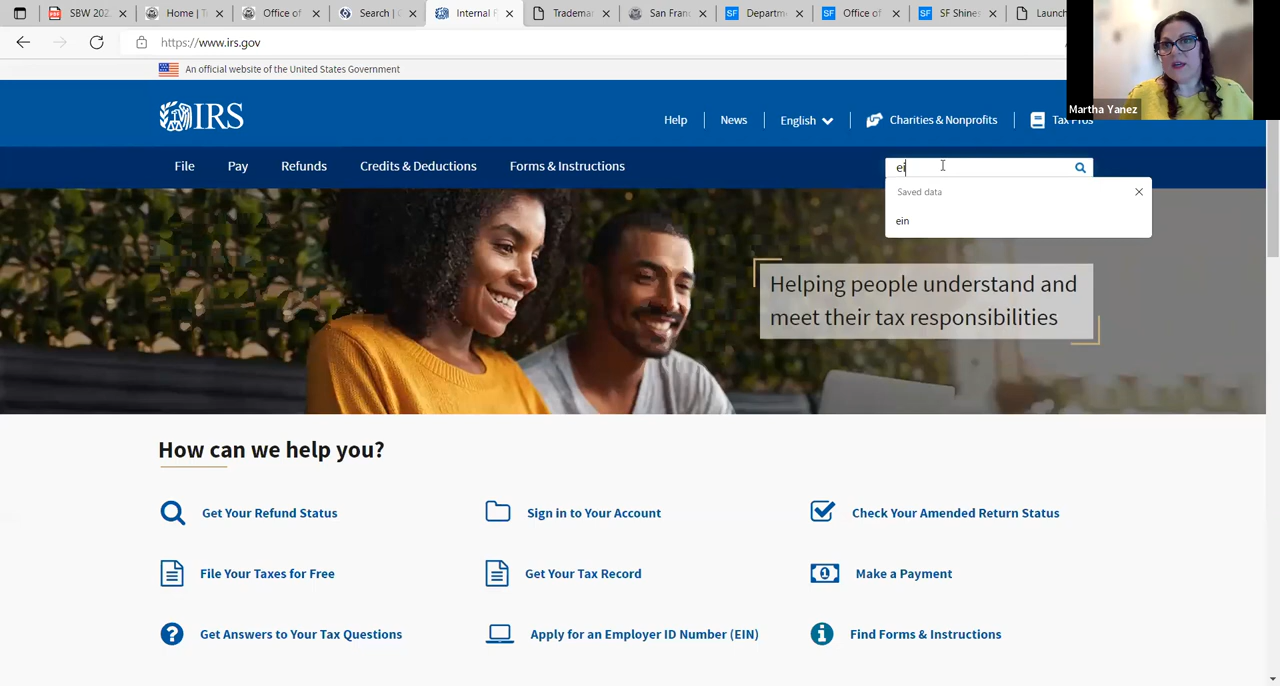 SBW 202
Home | T
Office of
Search |
Internal R
Trademar
San Franc
SF Departm
SF Office of
SF SF Shine
Launch
https://www.irs.gov
An official website of the United States Government
IRS
Help
News
English
Charities & Nonprofits
Tax Pros
Martha Yanez
File
Pay
Refunds
Credits & Deductions
Forms & Instructions
ei
Saved data
ein
Helping people understand and
meet their tax responsibilities
How can we help you?
Get Your Refund Status
Sign in to Your Account
Check Your Amended Return Status
File Your Taxes for Free
Get Your Tax Record
Make a Payment
Get Answers to Your Tax Questions
Apply for an Employer ID Number (EIN)
Find Forms & Instructions